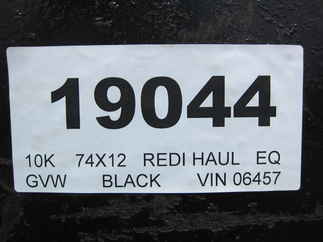 19044
10K 74X12 REDI HAUL EQ
GVW BLACK VIN 06457